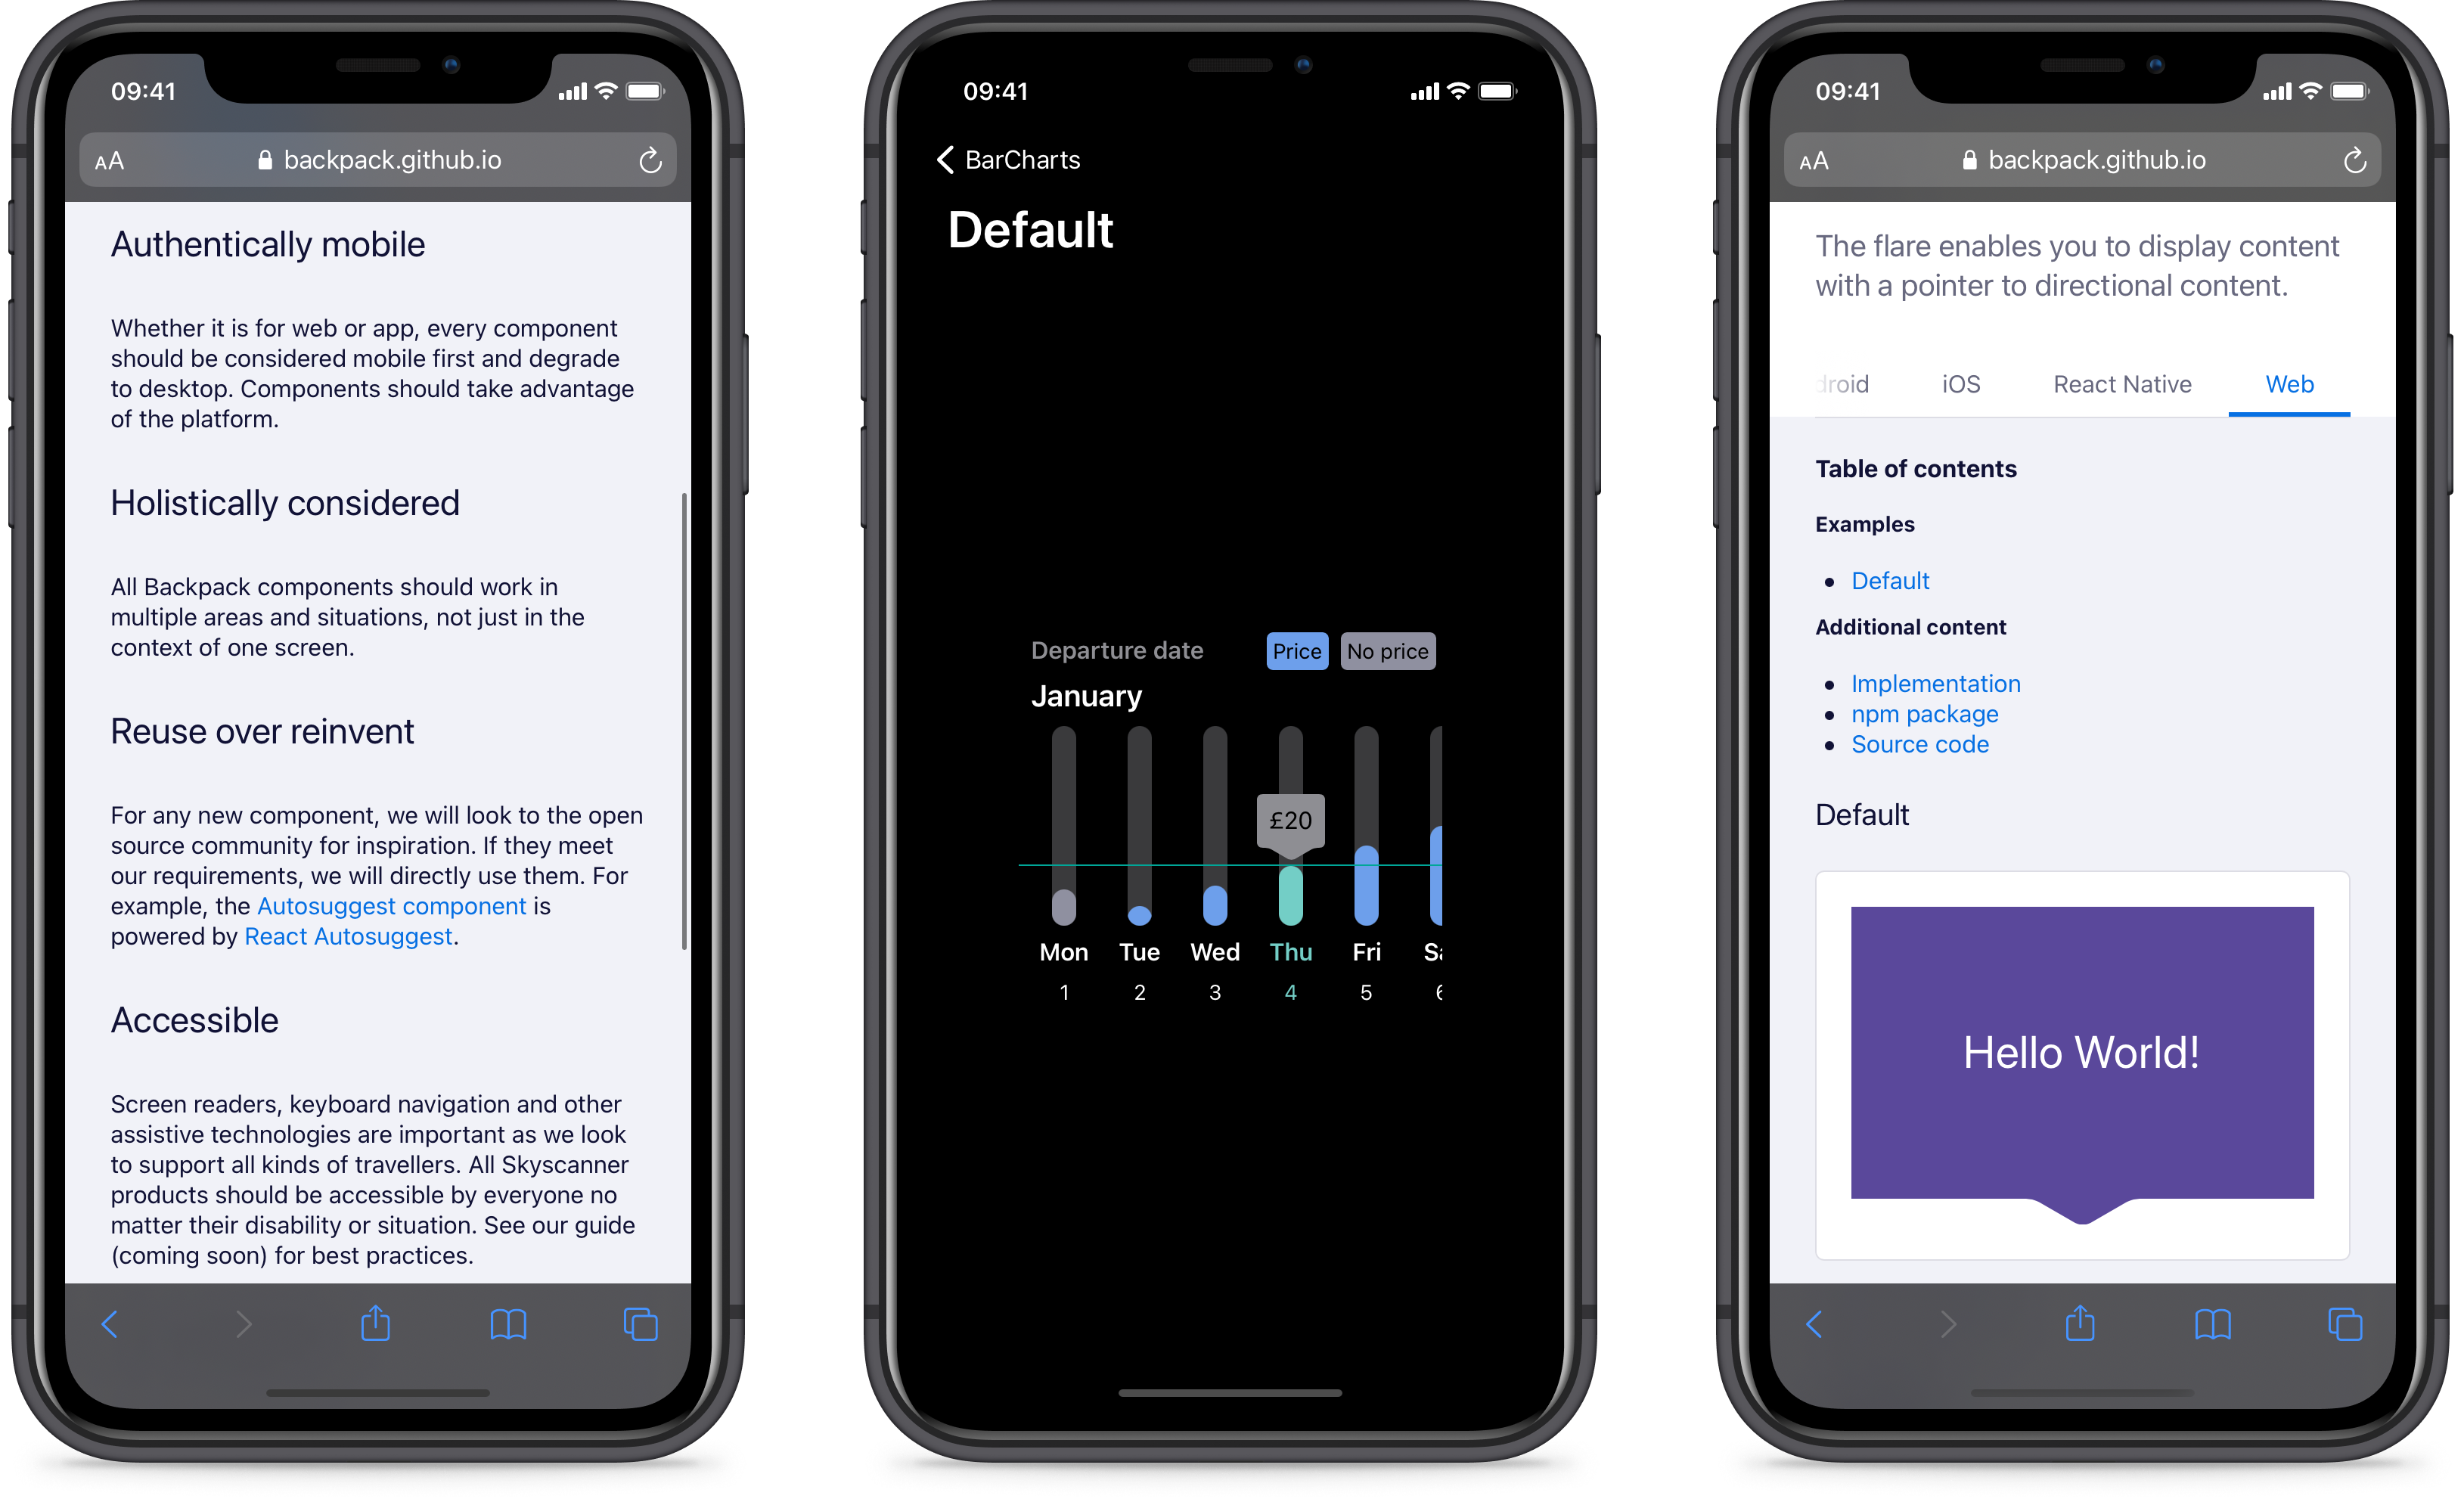 09:41
AA
backpack.github.io
Authentically mobile
Whether it is for web or app, every component
should be considered mobile first and degrade
to desktop. Components should take advantage
of the platform.
Holistically considered
All Backpack components should work in
multiple areas and situations, not just in the
context of one screen.
Reuse over reinvent
For any new component, we will look to the open
source community for inspiration. If they meet
our requirements, we will directly use them. For
example, the Autosuggest component is
powered by React Autosuggest.
Accessible
Screen readers, keyboard navigation and other
assistive technologies are important as we look
to support all kinds of travellers. All Skyscanner
products should be accessible by everyone no
matter their disability or situation. See our guide
(coming soon) for best practices.
09:41
BarCharts
Default
Departure date Price No price
January
£20
Mon Tue Wed Thu Fri
1 2 3 4 5 6
09:41
AA
backpack.github.io
The flare enables you to display content
with a pointer to directional content.
droid iOS React Native Web
Table of contents
Examples
• Default
Additional content
• Implementation
• npm package
• Source code
Default
Hello World!